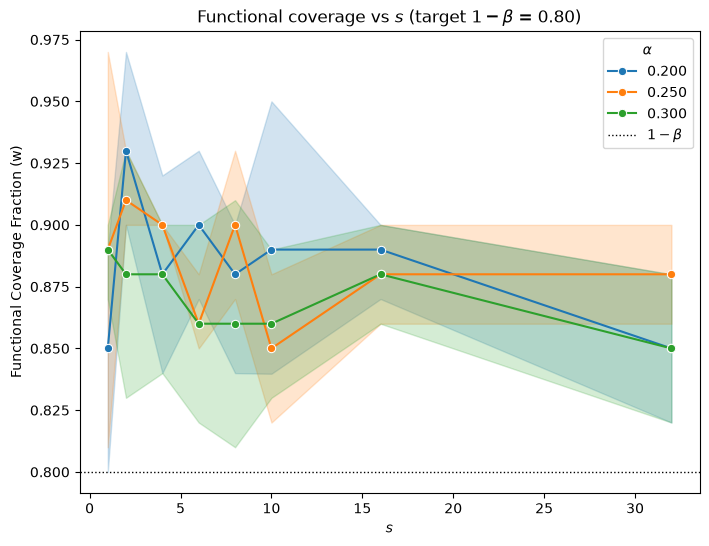 Functional coverage vs s (target 1 − β = 0.80)
Functional Coverage Fraction (w)
0.975
0.950
0.925
0.900
0.875
0.850
0.825
0.800
α
0.200
0.250
0.300
1 − β
0 5 10 15 20 25 30
s